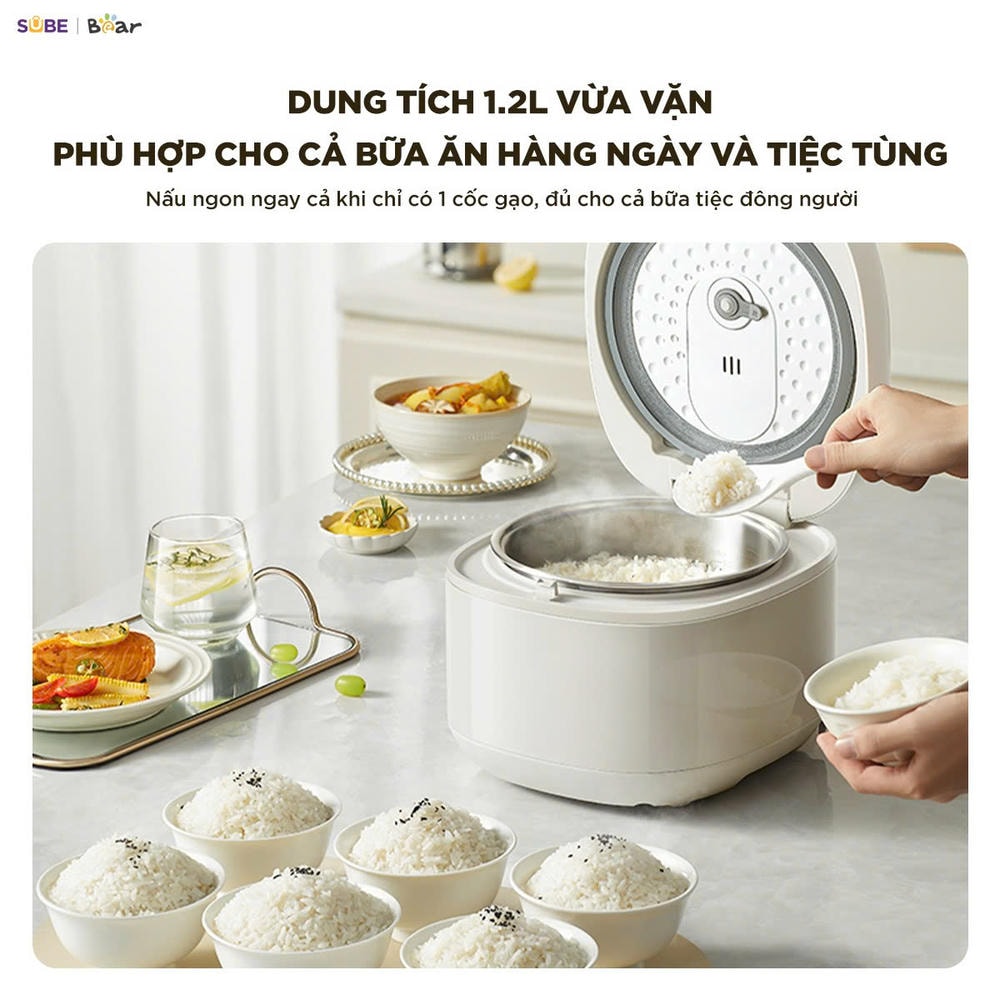 SUBE | Bear
DUNG TÍCH 1.2L VỪA VẶN
PHÙ HỢP CHO CẢ BỮA ĂN HÀNG NGÀY VÀ TIỆC TÙNG
Nấu ngon ngay cả khi chỉ có 1 cốc gạo, đủ cho cả bữa tiệc đông người